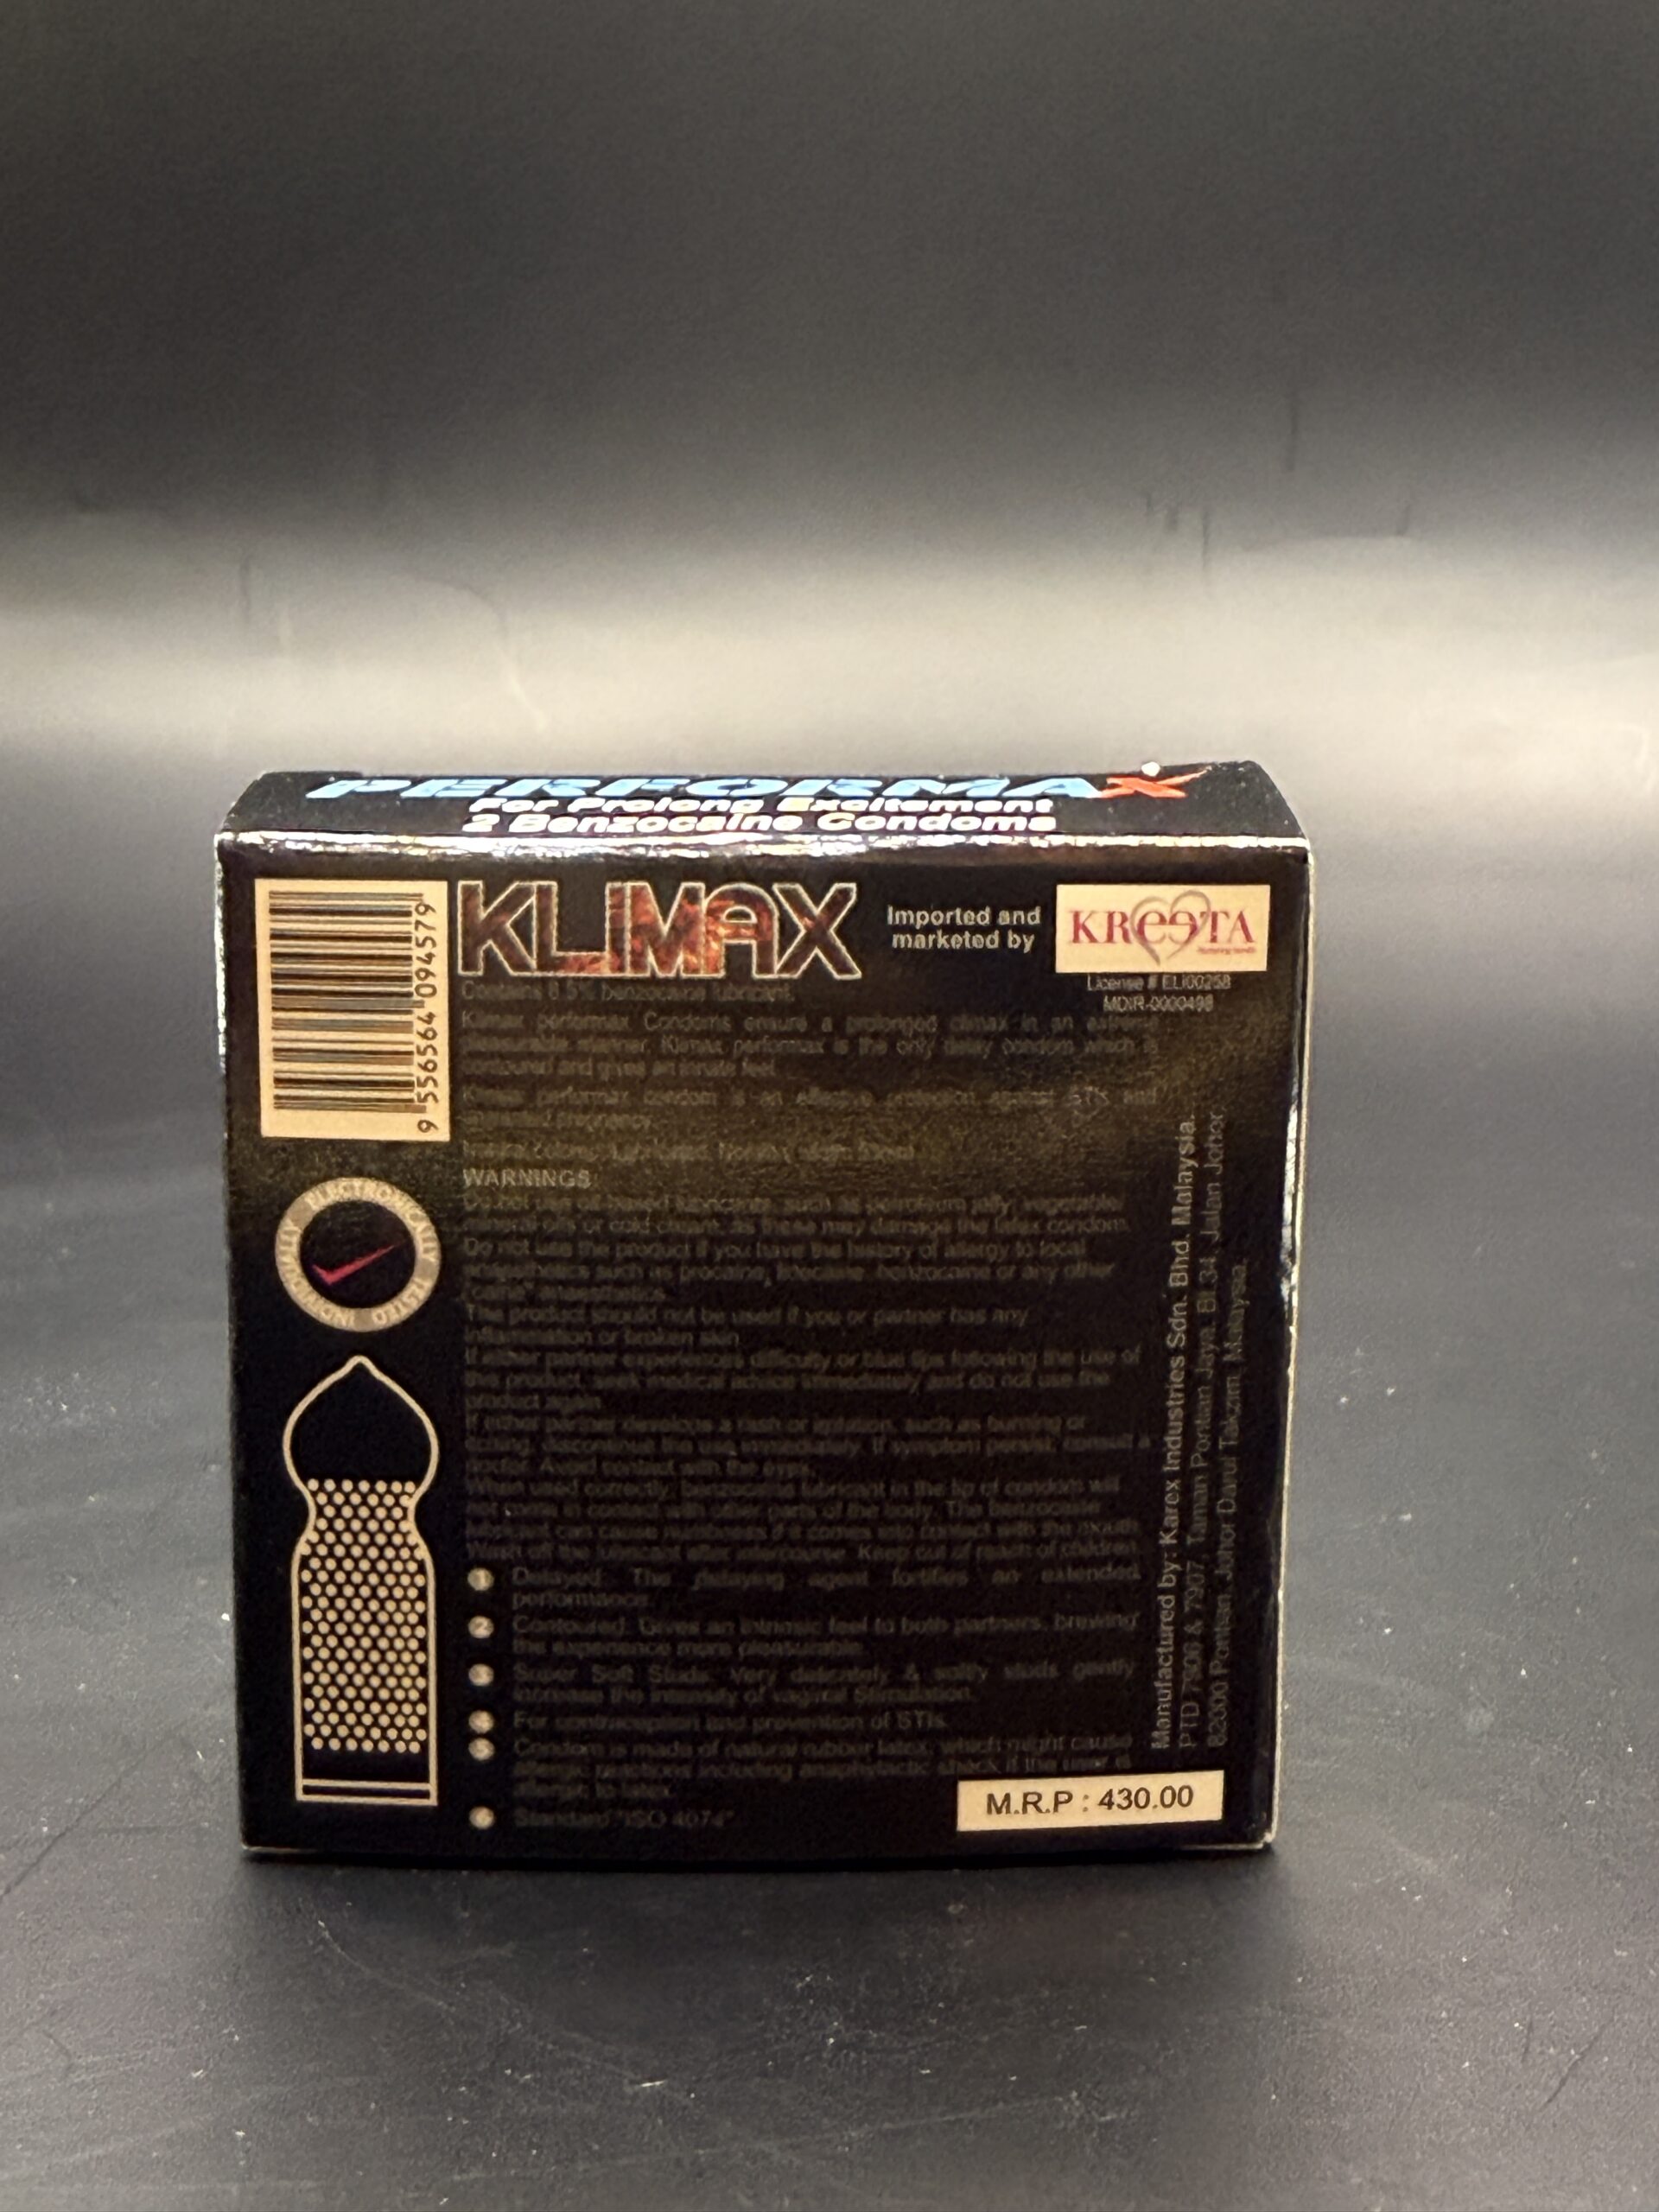 PERFORMAX
For Prolong Excitement
2 Benzocaine Condoms
9 556564 094579
KLIMAX
Imported and
marketed by
KREETA
License # ELI00258
MDIR-0000498
Contains 6.5% benzocaine lubricant.
Klimax performax Condoms ensure a prolonged climax in an extreme
pleasurable manner. Klimax performax is the only delay condom which is
contoured and gives an innate feel.
Klimax performax condom is an effective protection against STIs and
pregnancy.
WARNINGS:
Do not use oil-based lubricants, such as petroleum jelly, vegetable/
mineral oils or cold cream, as these may damage the latex condom.
Do not use the product if you have the history of allergy to local
anaesthetics such as procaine, lidocaine, benzocaine or any other
"caine" anaesthetics.
The product should not be used if you or partner has any
inflammation or broken skin.
If either partner experiences difficulty or blue lips following the use of
this product, seek medical advice immediately and do not use the
product again.
If either partner develops a rash or irritation, such as burning or
itching, discontinue the use immediately. If symptom persist, consult a
doctor. Avoid contact with the eyes.
When used correctly, benzocaine lubricant in the tip of condom will
not come in contact with other parts of the body. The benzocaine
lubricant can cause numbness if it comes into contact with the mouth.
Wash off the lubricant after intercourse. Keep out of reach of children.
1 Delayed: The delaying agent fortifies an extended
performance.
2 Contoured: Gives an intrinsic feel to both partners, brewing
the experience more pleasurable.
3 Super Soft Studs: Very delicately & softly studs gently
increase the intensity of vaginal Stimulation.
4 For contraception and prevention of STIs.
5 Condom is made of natural rubber latex, which might cause
allergic reactions including anaphylactic shock if the user is
allergic to latex.
6 Standard "ISO 4074"
INDIVIDUALLY ELECTRONICALLY TESTED
Manufactured by: Karex Industries Sdn. Bhd. Malaysia.
PTD 7906 & 7907, Taman Pontian Jaya, Bt.34, Jalan Johor,
82000 Pontian, Johor Darul Takzim, Malaysia.
M.R.P : 430.00